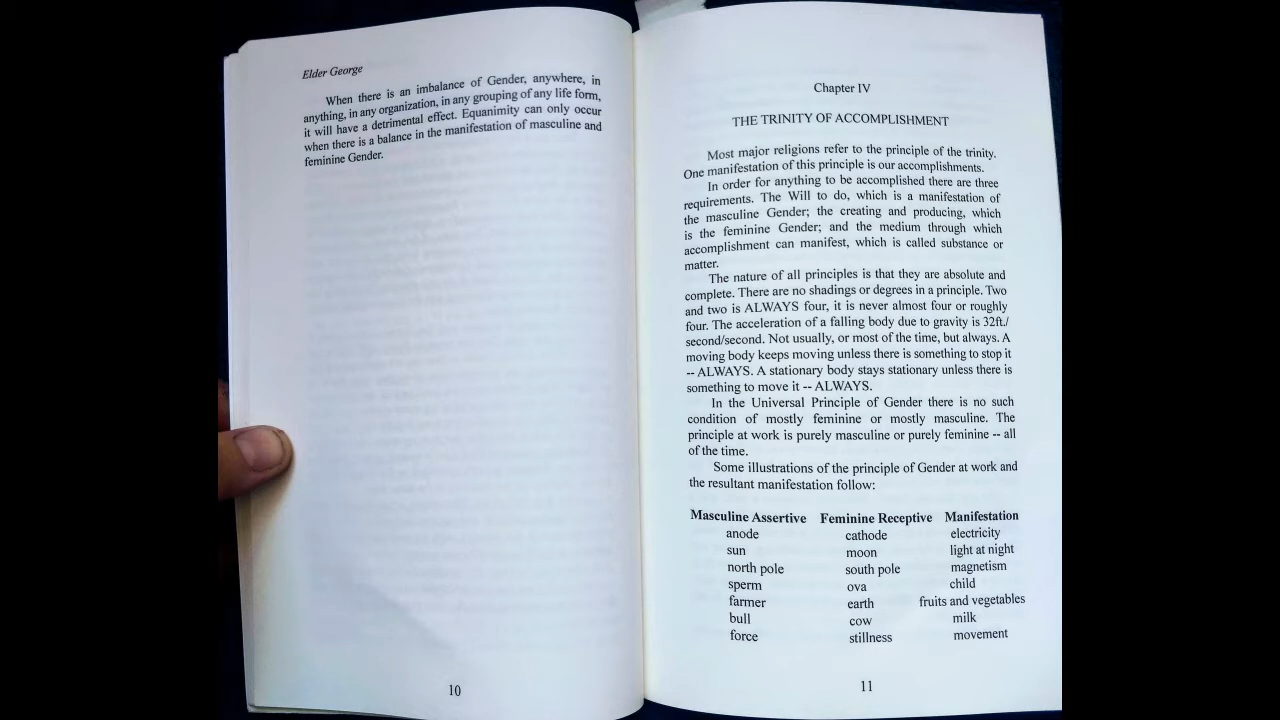 Elder George
When there is an imbalance of Gender, anywhere, in
anything, in any organization, in any grouping of any life form,
it will have a detrimental effect. Equanimity can only occur
when there is a balance in the manifestation of masculine and
feminine Gender.
10
Chapter IV
THE TRINITY OF ACCOMPLISHMENT
Most major religions refer to the principle of the trinity.
One manifestation of this principle is our accomplishments.
In order for anything to be accomplished there are three
requirements. The Will to do, which is a manifestation of
the masculine Gender; the creating and producing, which
is the feminine Gender; and the medium through which
accomplishment can manifest, which is called substance or
matter.
The nature of all principles is that they are absolute and
complete. There are no shadings or degrees in a principle. Two
and two is ALWAYS four, it is never almost four or roughly
four. The acceleration of a falling body due to gravity is 32ft./
second/second. Not usually, or most of the time, but always. A
moving body keeps moving unless there is something to stop it
-- ALWAYS. A stationary body stays stationary unless there is
something to move it -- ALWAYS.
In the Universal Principle of Gender there is no such
condition of mostly feminine or mostly masculine. The
principle at work is purely masculine or purely feminine -- all
of the time.
Some illustrations of the principle of Gender at work and
the resultant manifestation follow:
Masculine Assertive Feminine Receptive Manifestation
anode cathode electricity
sun moon light at night
north pole south pole magnetism
sperm ova child
farmer earth fruits and vegetables
bull cow milk
force stillness movement
11